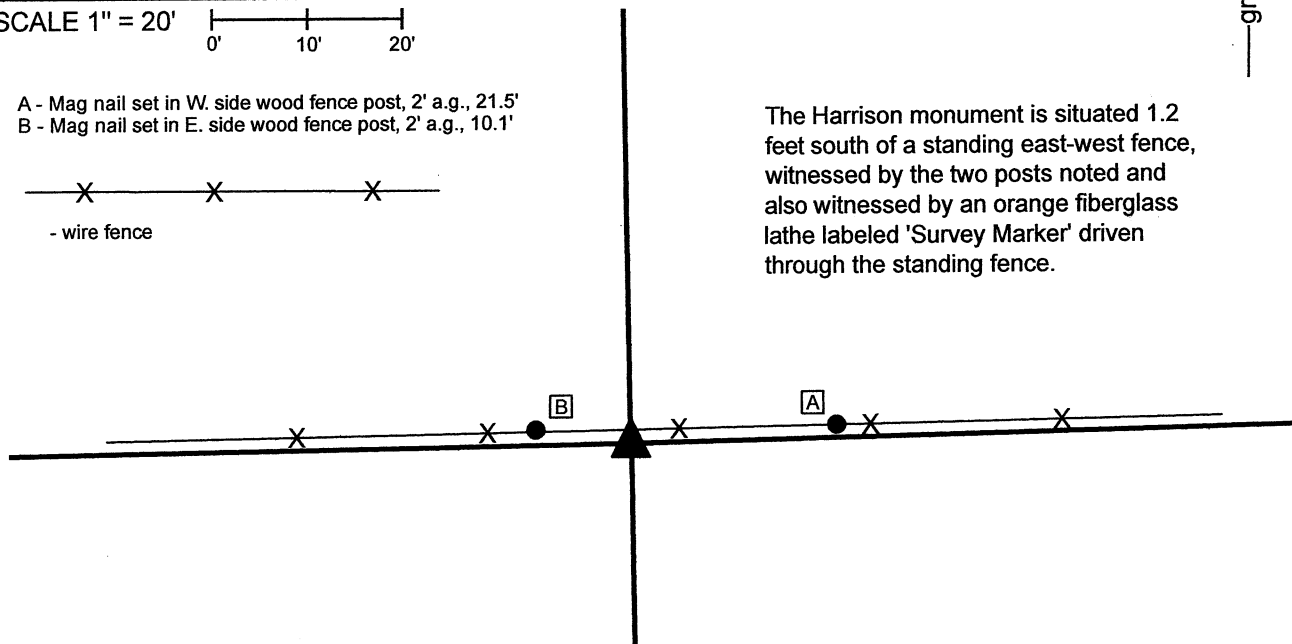 SCALE 1" = 20'
0' 10' 20'
A - Mag nail set in W. side wood fence post, 2' a.g., 21.5'
B - Mag nail set in E. side wood fence post, 2' a.g., 10.1'
X X X
- wire fence
The Harrison monument is situated 1.2
feet south of a standing east-west fence,
witnessed by the two posts noted and
also witnessed by an orange fiberglass
lathe labeled 'Survey Marker' driven
through the standing fence.
B A
X X X X X